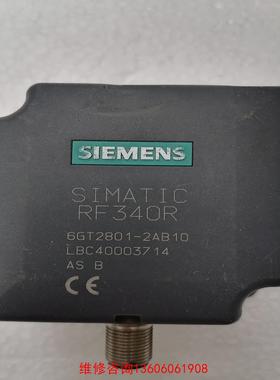 SIEMENS
SIMATIC
RF340R
6GT2801-2AB10
LBC40003714
AS B
CE
维修咨询13606061908